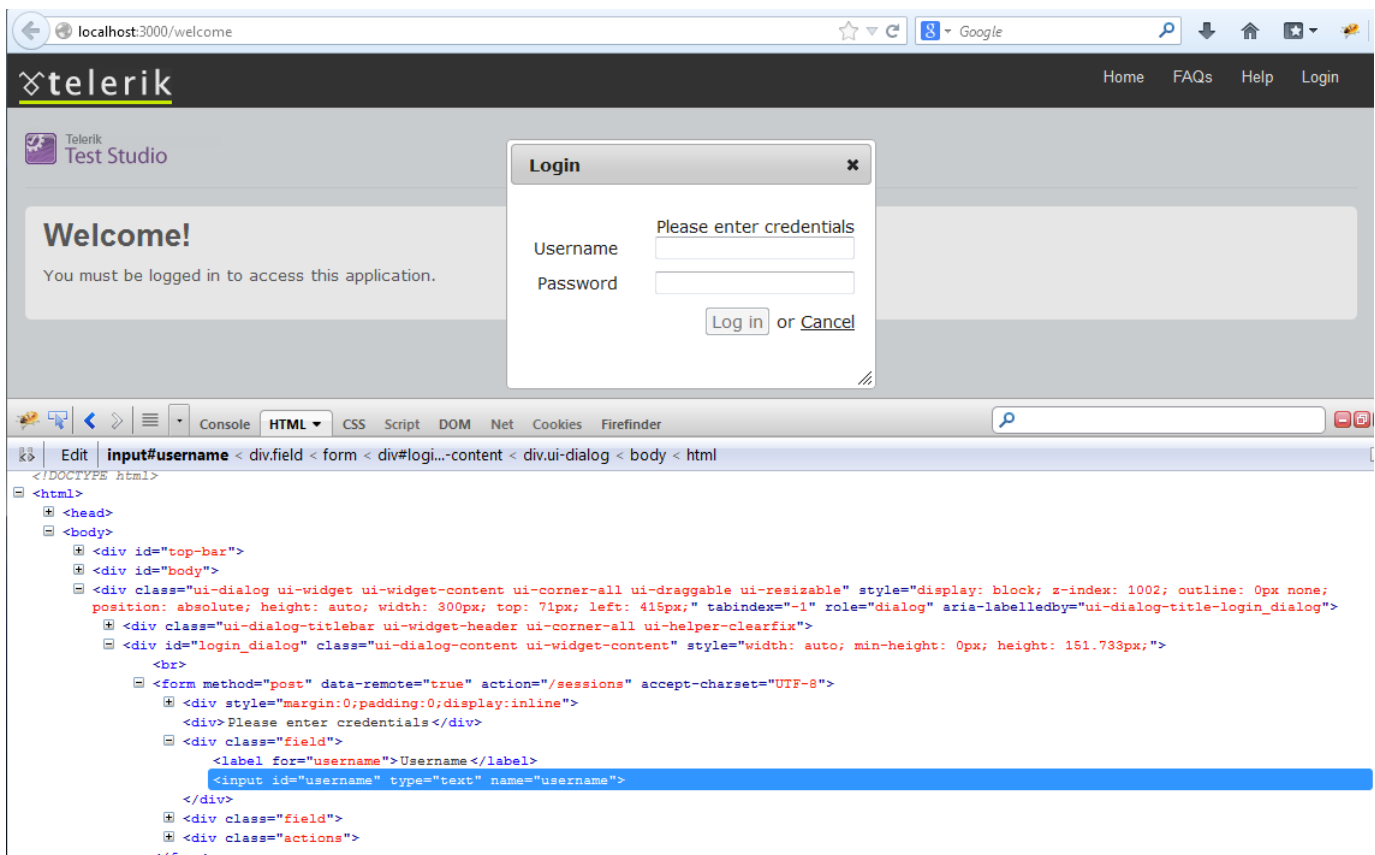 localhost:3000/welcome
8 Google
telerik
Home FAQs Help Login
Telerik
Test Studio
Login
Welcome!
You must be logged in to access this application.
Please enter credentials
Username
Password
Log in or Cancel
Console HTML CSS Script DOM Net Cookies Firefinder
Edit input#username < div.field < form < div#logi...-content < div.ui-dialog < body < html
<!DOCTYPE html>
<html>
<head>
<body>
<div id="top-bar">
<div id="body">
<div class="ui-dialog ui-widget ui-widget-content ui-corner-all ui-draggable ui-resizable" style="display: block; z-index: 1002; outline: 0px none;
position: absolute; height: auto; width: 300px; top: 71px; left: 415px;" tabindex="-1" role="dialog" aria-labelledby="ui-dialog-title-login_dialog">
<div class="ui-dialog-titlebar ui-widget-header ui-corner-all ui-helper-clearfix">
<div id="login_dialog" class="ui-dialog-content ui-widget-content" style="width: auto; min-height: 0px; height: 151.733px;">
<br>
<form method="post" data-remote="true" action="/sessions" accept-charset="UTF-8">
<div style="margin:0;padding:0;display:inline">
<div>Please enter credentials</div>
<div class="field">
<label for="username">Username</label>
<input id="username" type="text" name="username">
</div>
<div class="field">
<div class="actions">